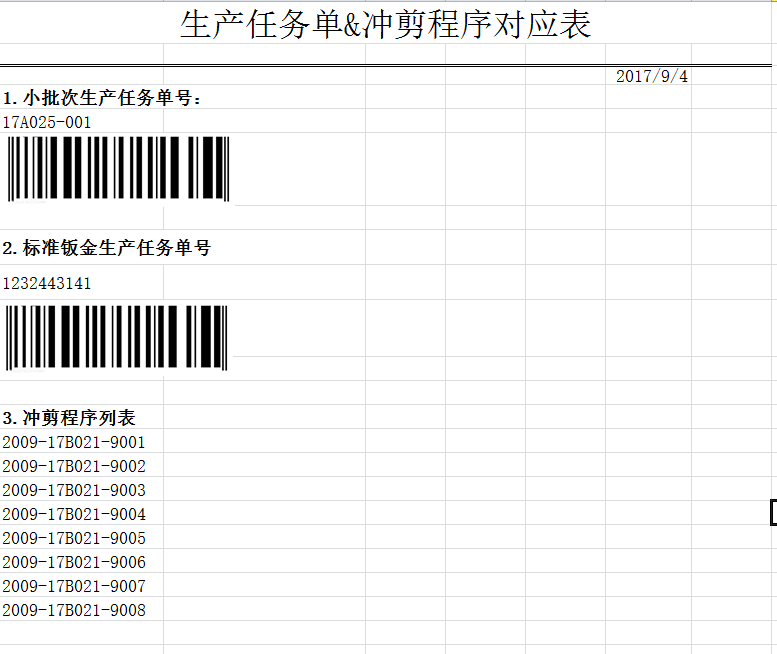 生产任务单&冲剪程序对应表
2017/9/4
1.小批次生产任务单号：
17A025-001
2.标准钣金生产任务单号
1232443141
3.冲剪程序列表
2009-17B021-9001
2009-17B021-9002
2009-17B021-9003
2009-17B021-9004
2009-17B021-9005
2009-17B021-9006
2009-17B021-9007
2009-17B021-9008